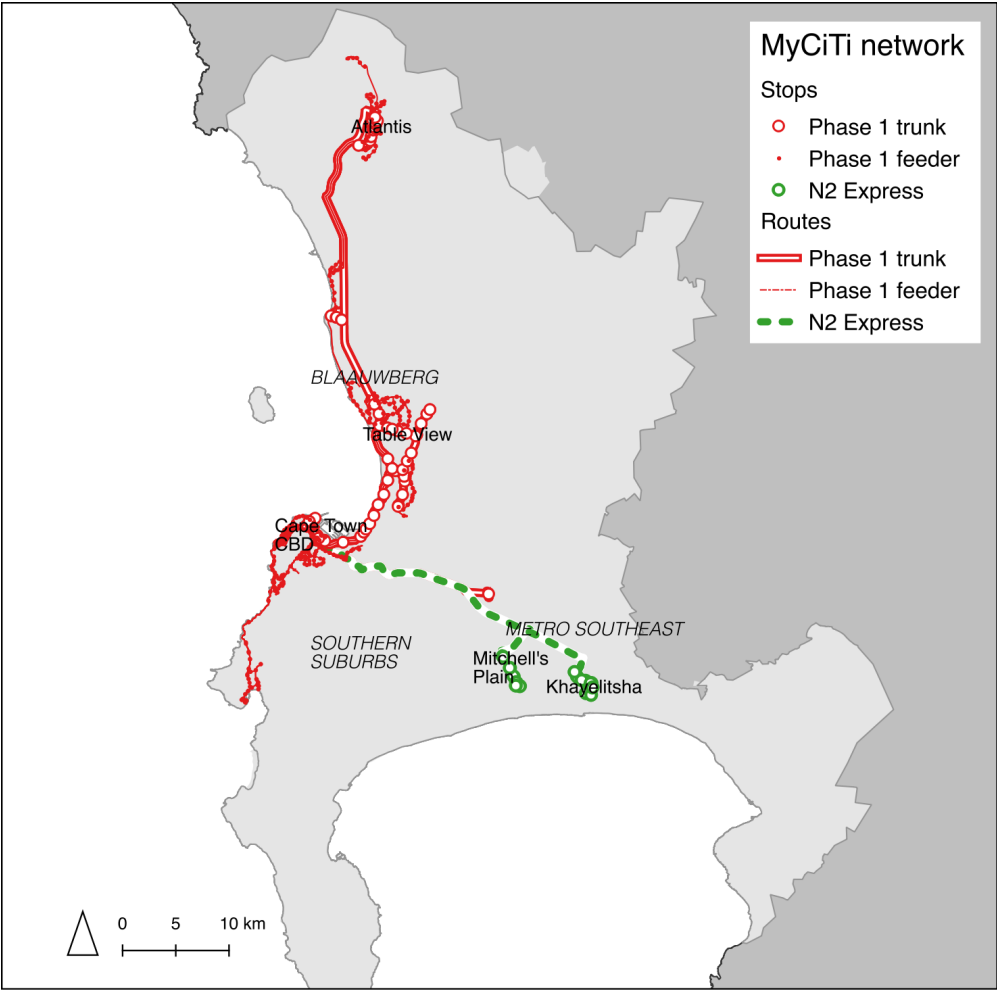 MyCiTi network
Stops
Phase 1 trunk
Phase 1 feeder
N2 Express
Routes
Phase 1 trunk
Phase 1 feeder
N2 Express
Atlantis
BLAAUWBERG
Table View
Cape Town
CBD
METRO SOUTHEAST
SOUTHERN
SUBURBS
Mitchell's
Plain
Khayelitsha
0 5 10 km